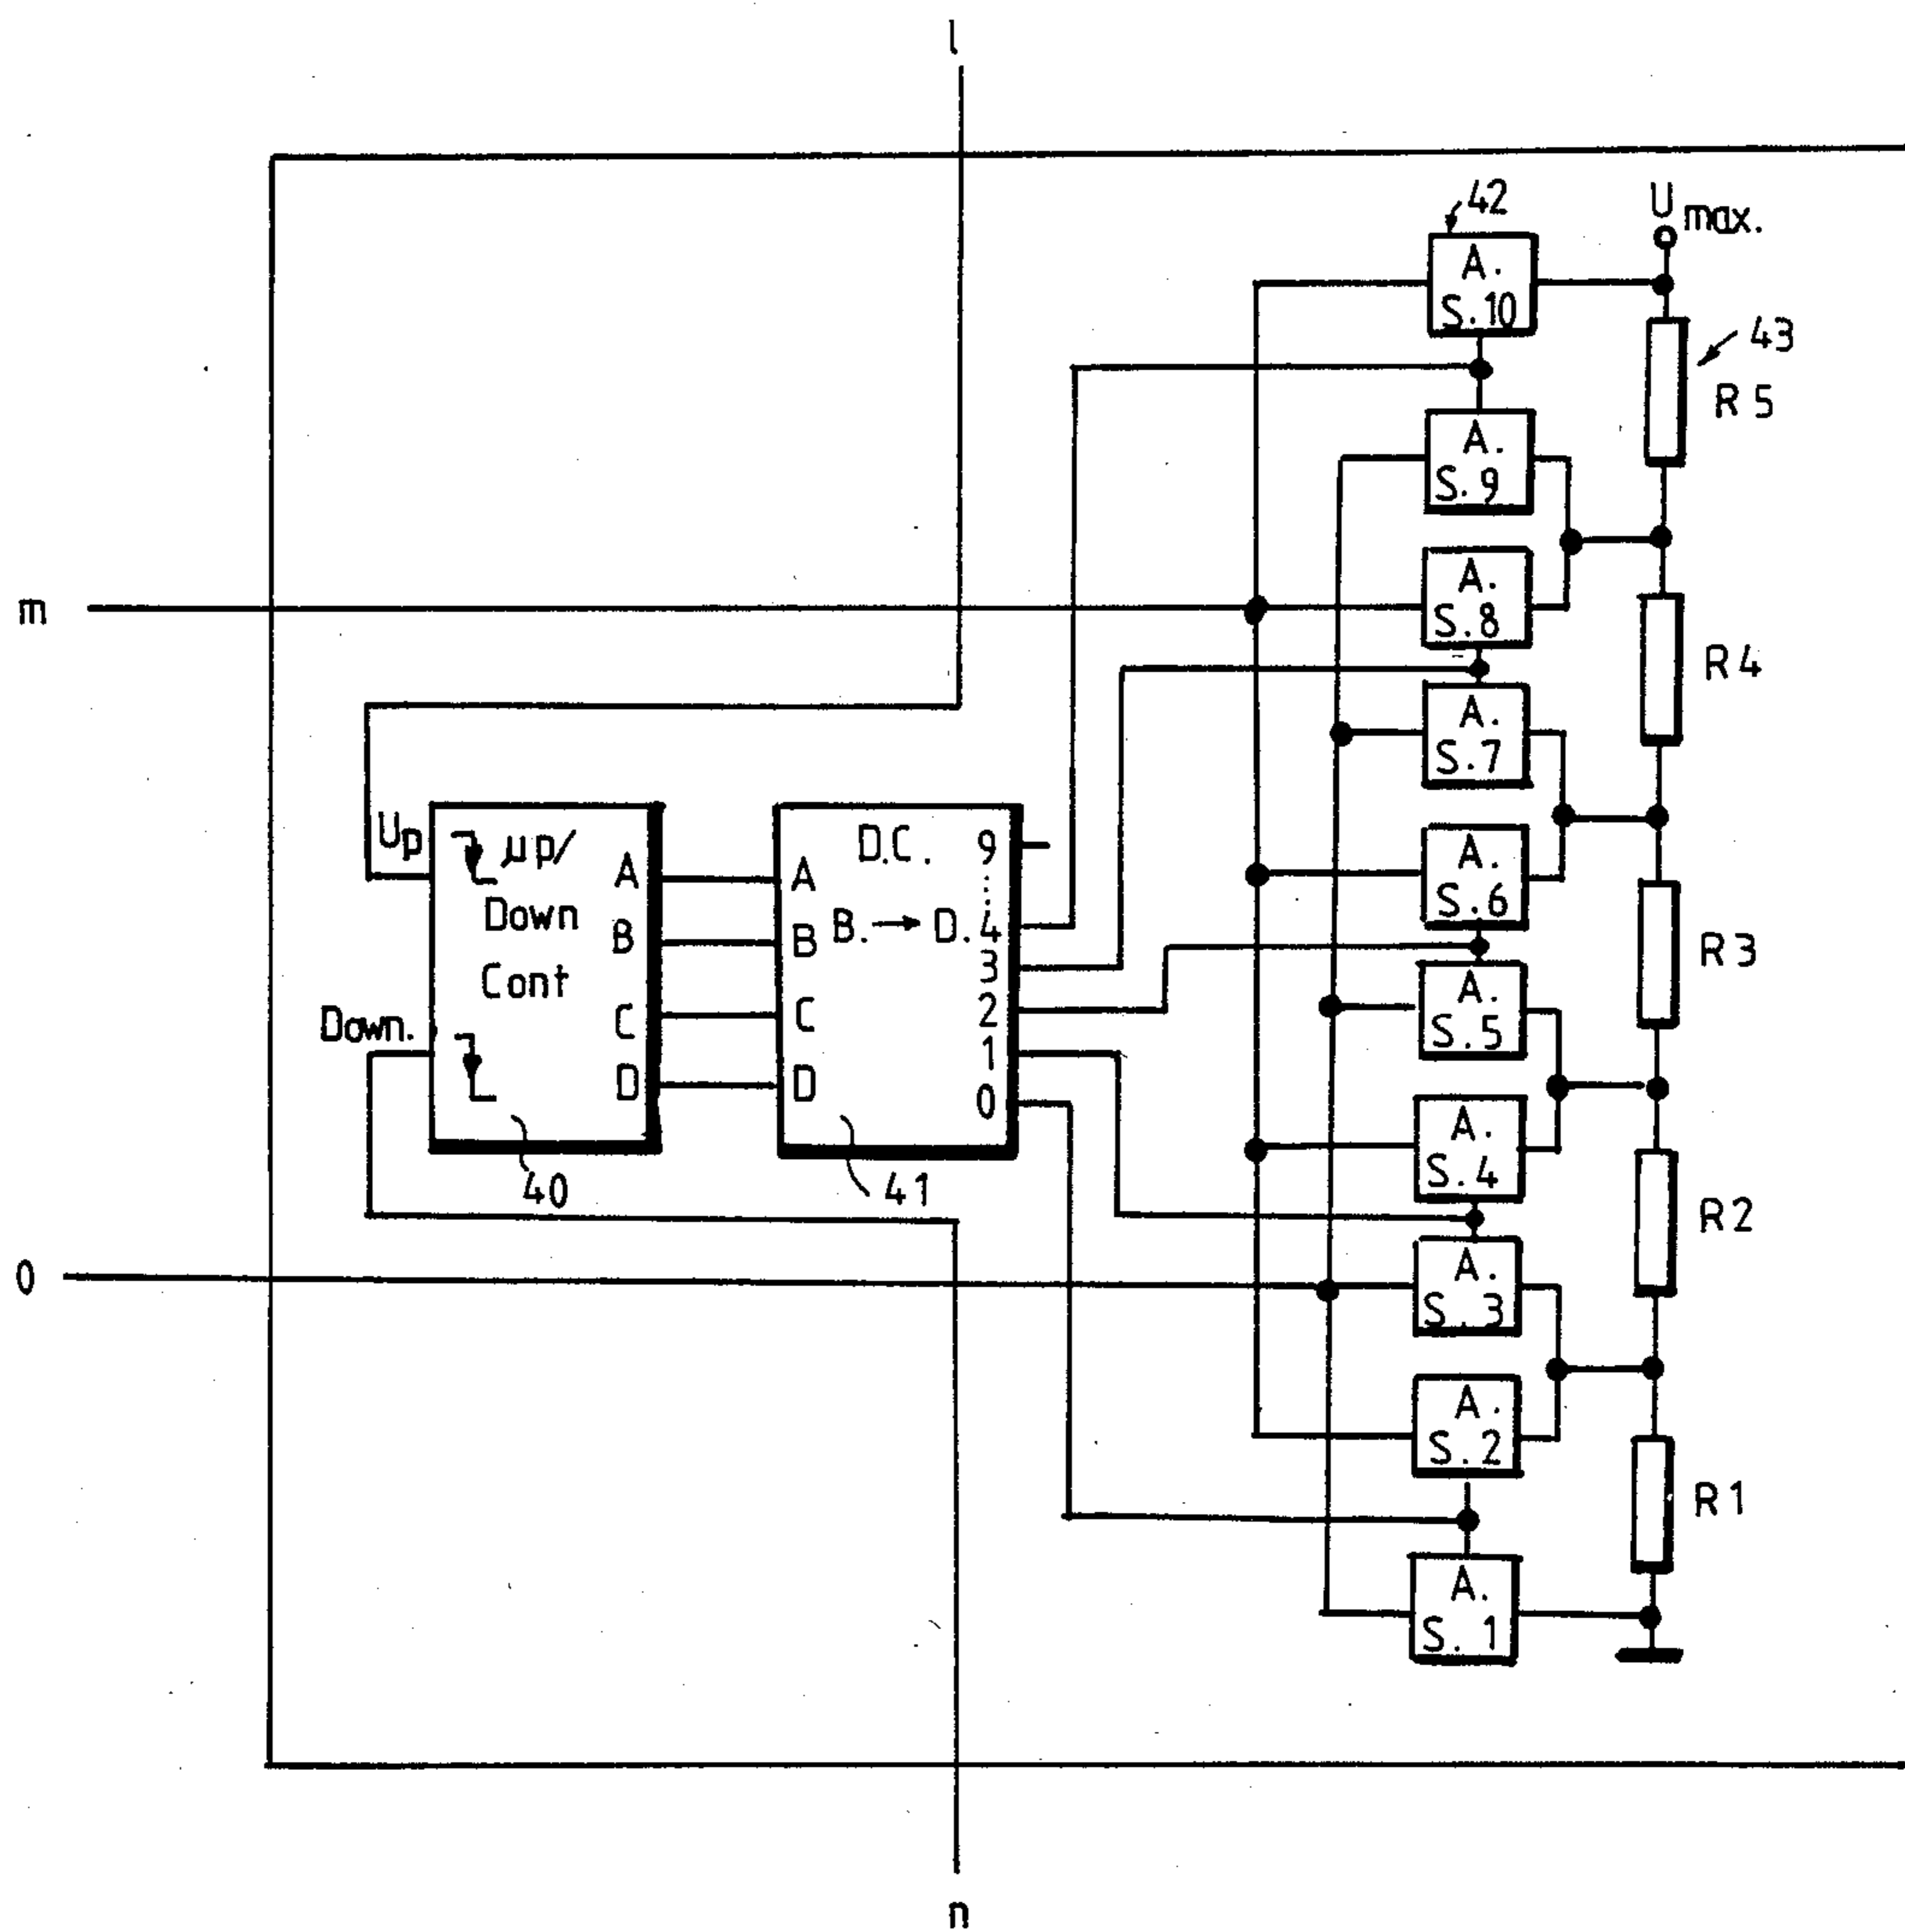 l
42
U max.
A.
S.10
43
R5
A.
S.9
m
A.
S.8
R4
A.
S.7
Up
µp/
Down
Cont
A
B
C
D
Down.
40
A
B
C
D
D.C.
B. → D.
9
4
3
2
1
0
41
A.
S.6
R3
A.
S.5
A.
S.4
R2
0
A.
S.3
A.
S.2
R1
A.
S.1
n